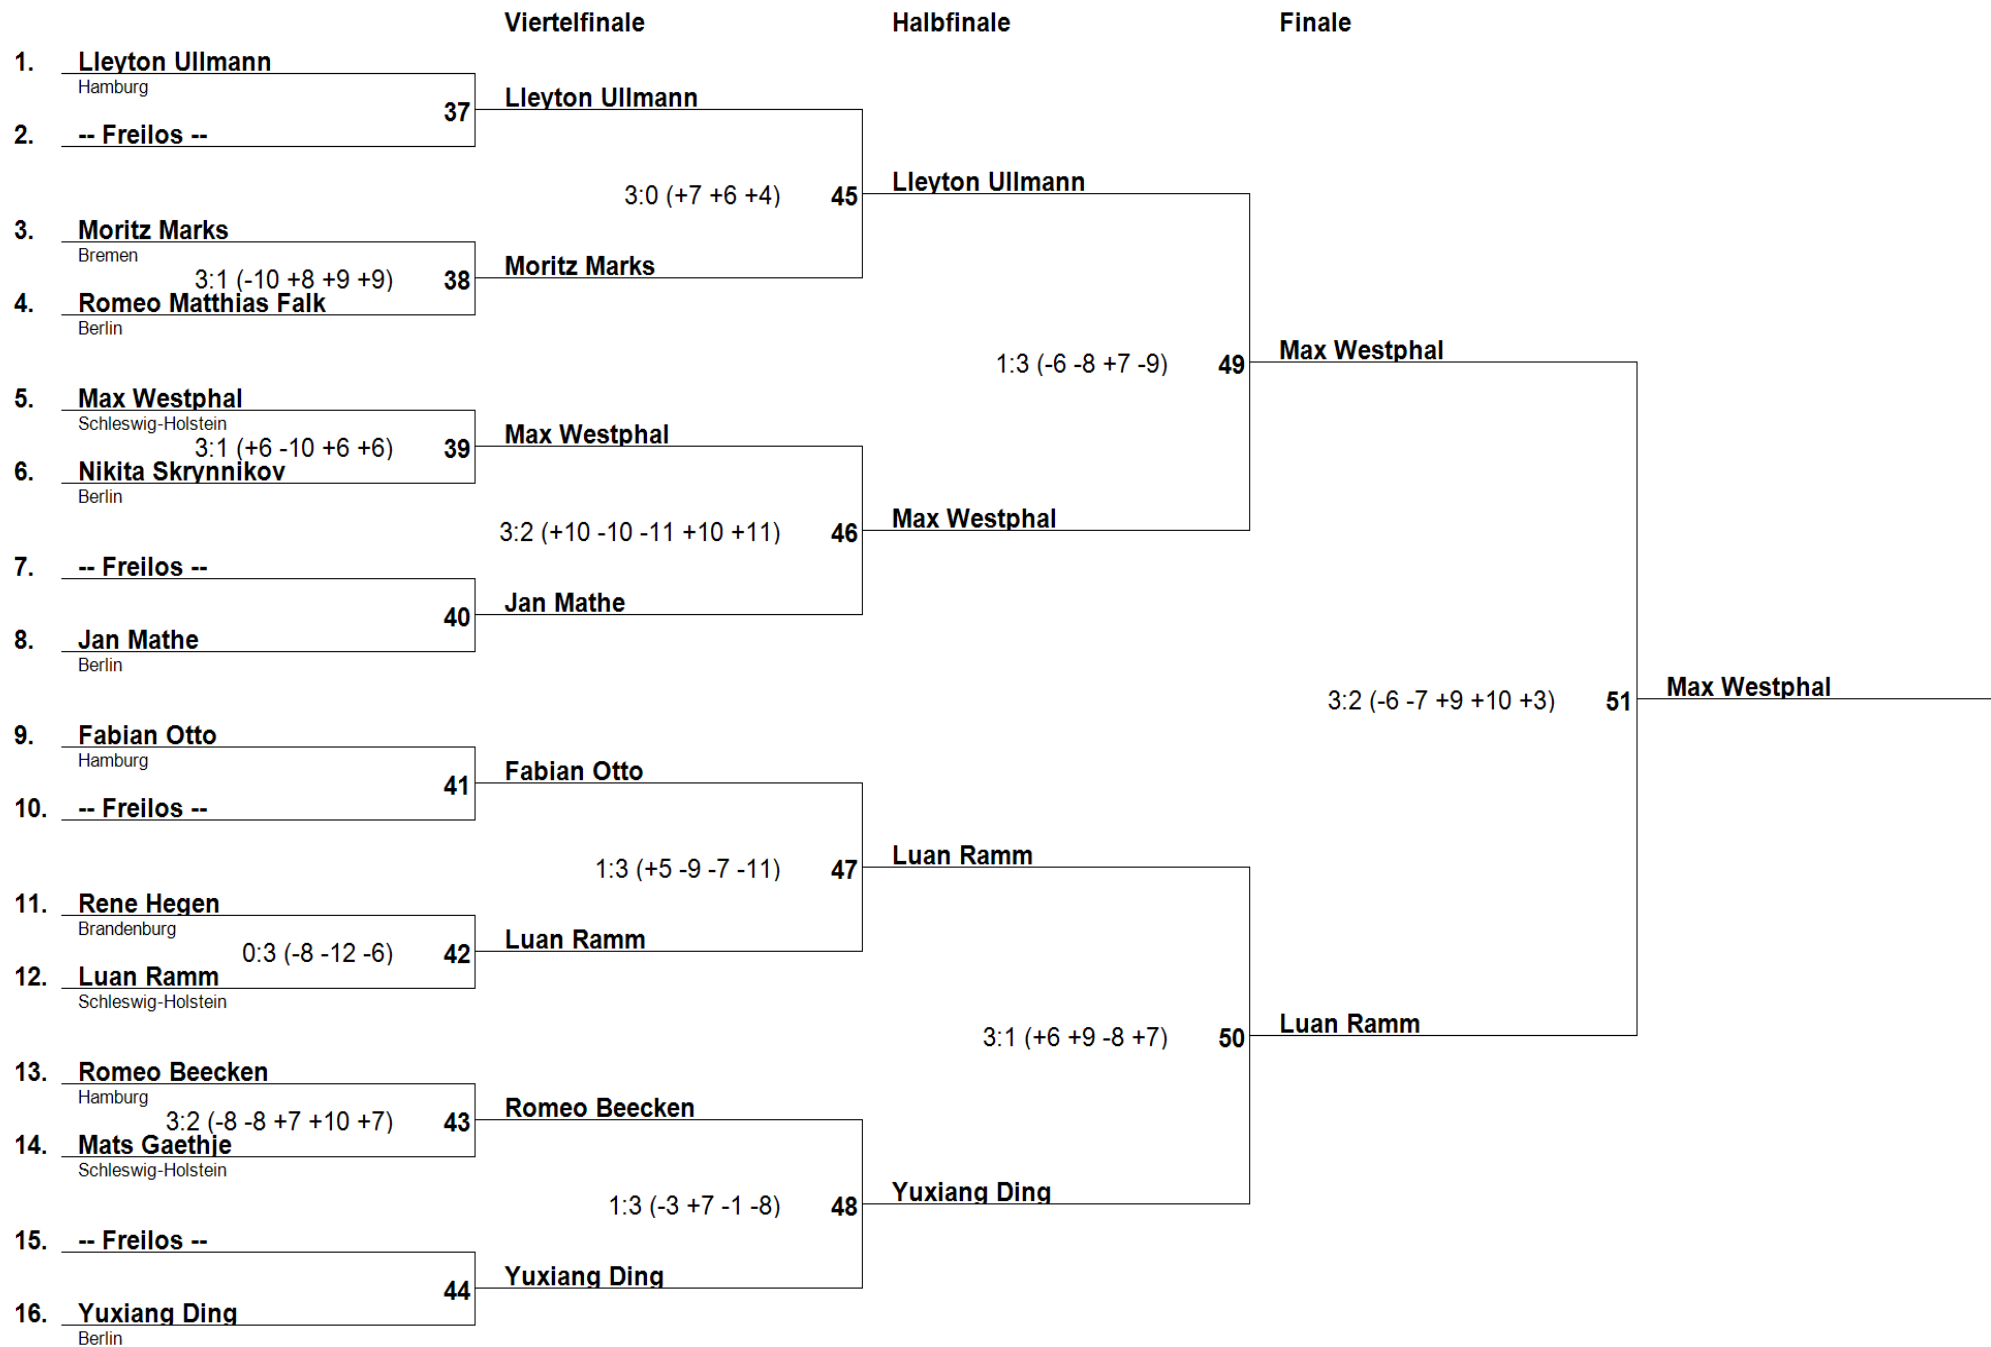 Viertelfinale Halbfinale Finale
1. Lleyton Ullmann
Hamburg
37 Lleyton Ullmann
2. -- Freilos --
3:0 (+7 +6 +4) 45 Lleyton Ullmann
3. Moritz Marks
Bremen
3:1 (-10 +8 +9 +9) 38 Moritz Marks
4. Romeo Matthias Falk
Berlin
1:3 (-6 -8 +7 -9) 49 Max Westphal
5. Max Westphal
Schleswig-Holstein
3:1 (+6 -10 +6 +6) 39 Max Westphal
6. Nikita Skrynnikov
Berlin
3:2 (+10 -10 -11 +10 +11) 46 Max Westphal
7. -- Freilos --
40 Jan Mathe
8. Jan Mathe
Berlin
3:2 (-6 -7 +9 +10 +3) 51 Max Westphal
9. Fabian Otto
Hamburg
41 Fabian Otto
10. -- Freilos --
1:3 (+5 -9 -7 -11) 47 Luan Ramm
11. Rene Hegen
Brandenburg
0:3 (-8 -12 -6) 42 Luan Ramm
12. Luan Ramm
Schleswig-Holstein
3:1 (+6 +9 -8 +7) 50 Luan Ramm
13. Romeo Beecken
Hamburg
3:2 (-8 -8 +7 +10 +7) 43 Romeo Beecken
14. Mats Gaethje
Schleswig-Holstein
1:3 (-3 +7 -1 -8) 48 Yuxiang Ding
15. -- Freilos --
44 Yuxiang Ding
16. Yuxiang Ding
Berlin